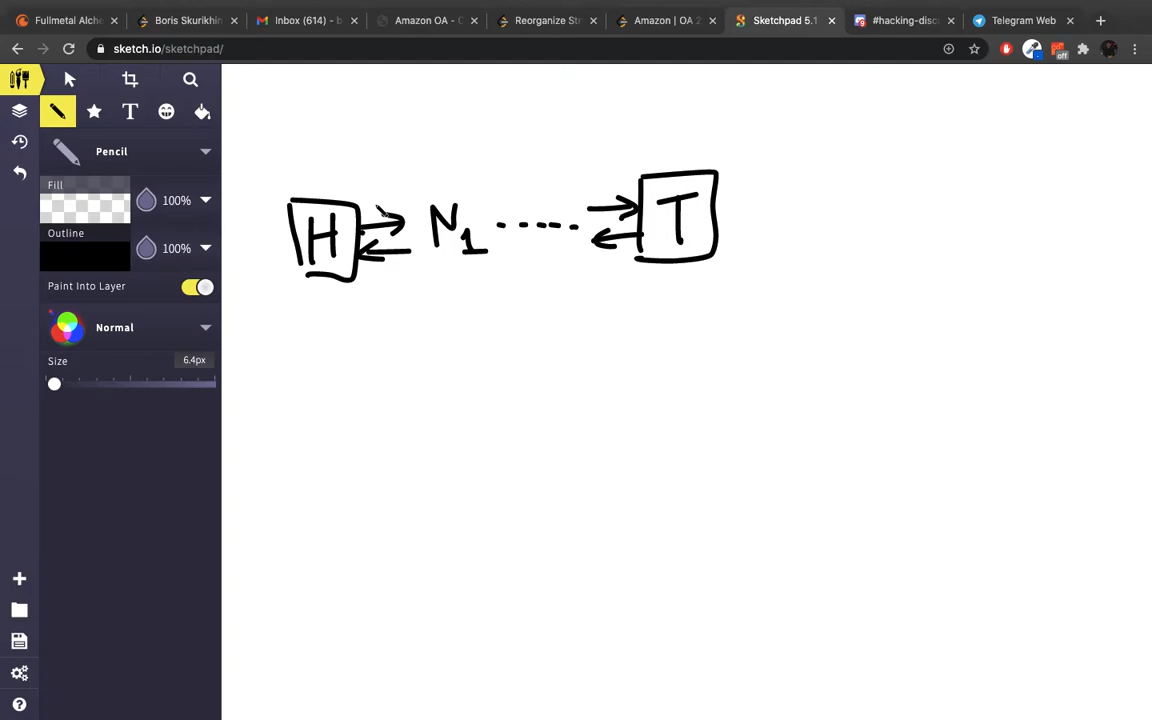 Fullmetal Alche
Boris Skurikhin
Inbox (614) - b
Amazon OA - C
Reorganize Str
Amazon | OA 2
Sketchpad 5.1
#hacking-disc
Telegram Web
sketch.io/sketchpad/
off
T
Pencil
Fill
100%
Outline
100%
Paint Into Layer
Normal
Size
6.4px
H N1 T